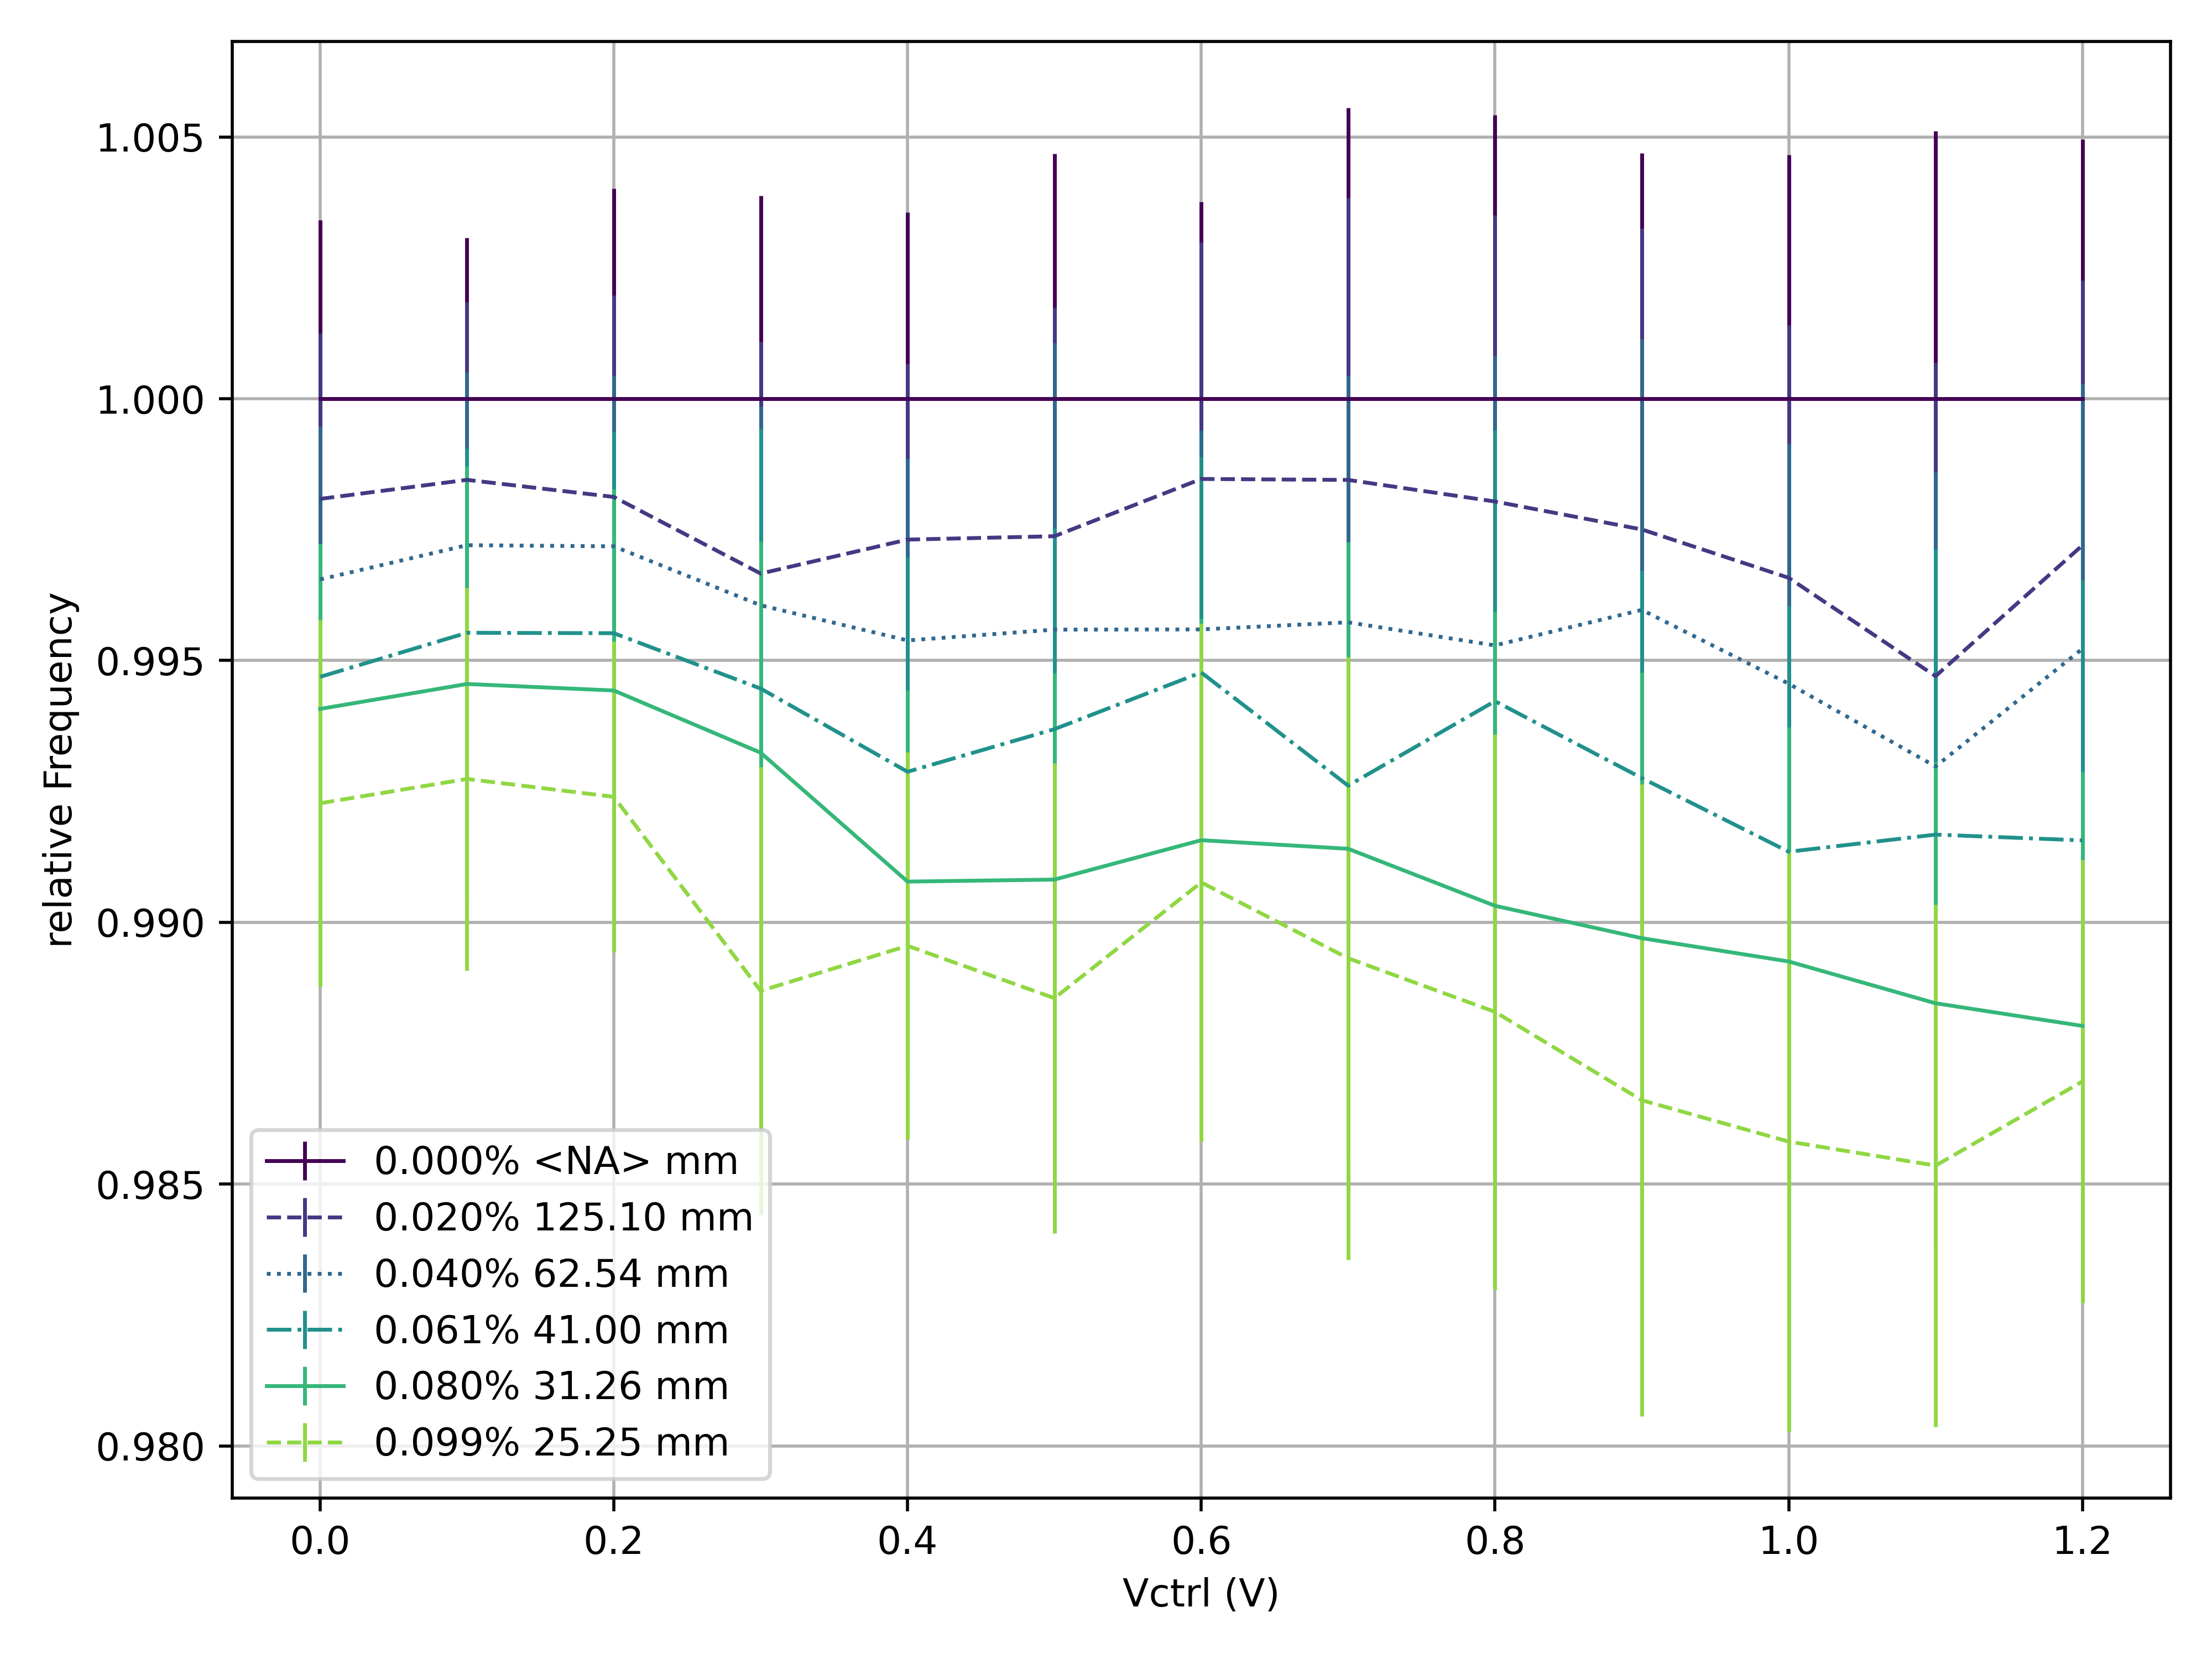 1.005
1.000
0.995
0.990
0.985
0.980
relative Frequency
0.000% <NA> mm
0.020% 125.10 mm
0.040% 62.54 mm
0.061% 41.00 mm
0.080% 31.26 mm
0.099% 25.25 mm
0.0 0.2 0.4 0.6 0.8 1.0 1.2
Vctrl (V)